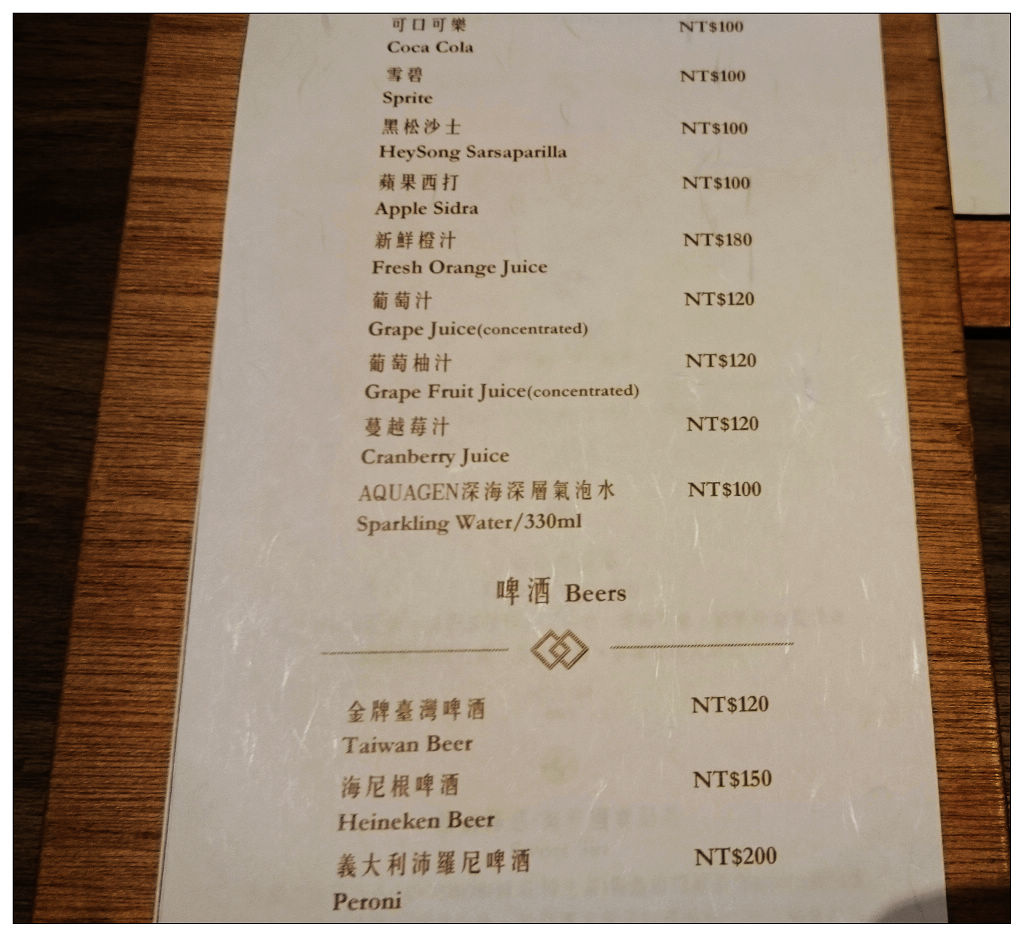 可口可樂 NT$100
Coca Cola
雪碧 NT$100
Sprite
黑松沙士 NT$100
HeySong Sarsaparilla
蘋果西打 NT$100
Apple Sidra
新鮮橙汁 NT$180
Fresh Orange Juice
葡萄汁 NT$120
Grape Juice(concentrated)
葡萄柚汁 NT$120
Grape Fruit Juice(concentrated)
蔓越莓汁 NT$120
Cranberry Juice
AQUAGEN深海深層氣泡水 NT$100
Sparkling Water/330ml
啤酒 Beers
金牌臺灣啤酒 NT$120
Taiwan Beer
海尼根啤酒 NT$150
Heineken Beer
義大利沛羅尼啤酒 NT$200
Peroni